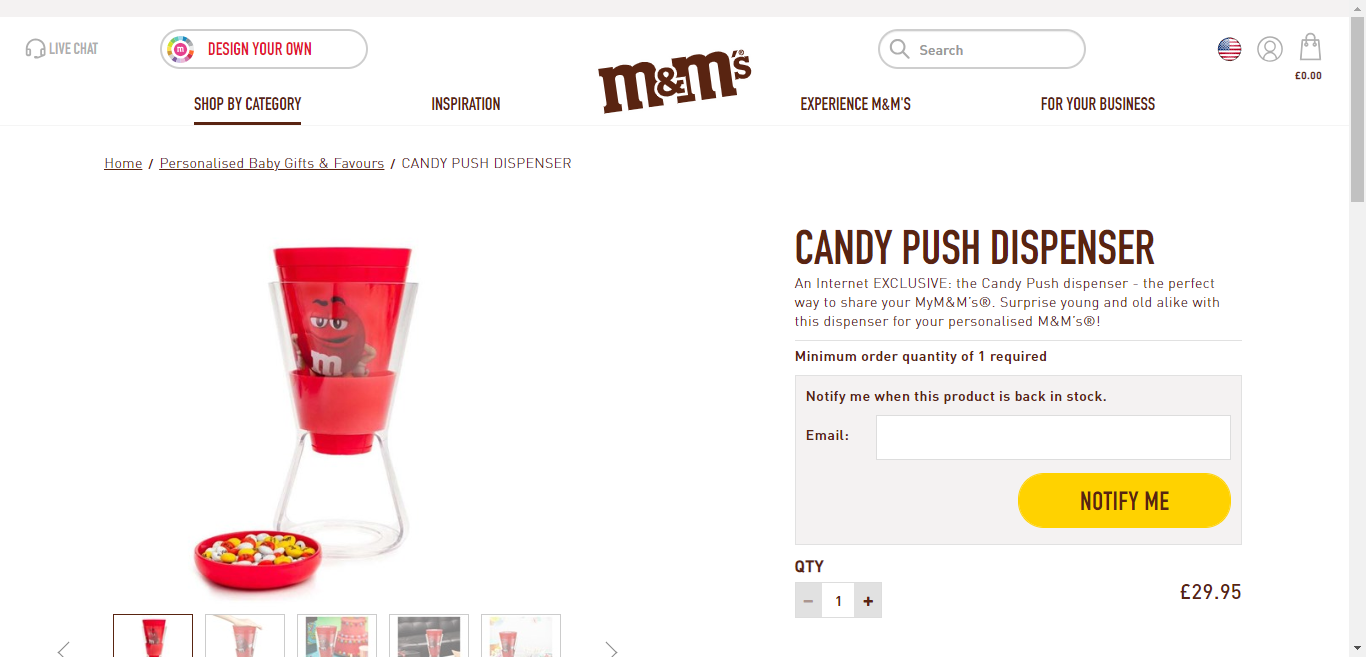 LIVE CHAT
DESIGN YOUR OWN
m&m's®
Search
£0.00
SHOP BY CATEGORY
INSPIRATION
EXPERIENCE M&M'S
FOR YOUR BUSINESS
Home / Personalised Baby Gifts & Favours / CANDY PUSH DISPENSER
CANDY PUSH DISPENSER
An Internet EXCLUSIVE: the Candy Push dispenser - the perfect
way to share your MyM&M's®. Surprise young and old alike with
this dispenser for your personalised M&M's®!
Minimum order quantity of 1 required
Notify me when this product is back in stock.
Email:
NOTIFY ME
QTY
− 1 +
£29.95
m
m